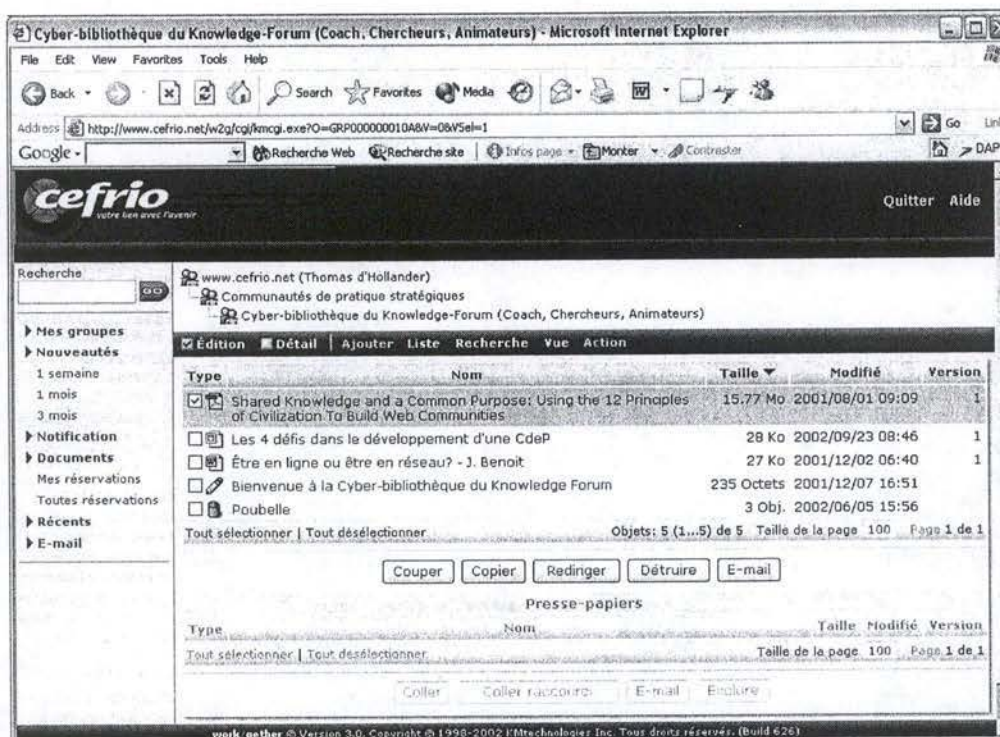 Cyber-bibliothèque du Knowledge-Forum (Coach, Chercheurs, Animateurs) - Microsoft Internet Explorer
File Edit View Favorites Tools Help
Back Search Favorites Media
Address http://www.cefrio.net/w2g/cgi/kmcgi.exe?O=GRP000000010A&V=0&VSel=1 Go Lin
Google Recherche Web Recherche site Infos page Monter Contraster DAP
cefrio
votre lien avec l'avenir
Quitter Aide
Recherche
GO
www.cefrio.net (Thomas d'Hollander)
Communautés de pratique stratégiques
Cyber-bibliothèque du Knowledge-Forum (Coach, Chercheurs, Animateurs)
Mes groupes
Nouveautés
1 semaine
1 mois
3 mois
Notification
Documents
Mes réservations
Toutes réservations
Récents
E-mail
Édition Détail | Ajouter Liste Recherche Vue Action
Type Nom Taille Modifié Version
Shared Knowledge and a Common Purpose: Using the 12 Principles of Civilization To Build Web Communities 15.77 Mo 2001/08/01 09:09 1
Les 4 défis dans le développement d'une CdeP 28 Ko 2002/09/23 08:46 1
Être en ligne ou être en réseau? - J. Benoit 27 Ko 2001/12/02 06:40 1
Bienvenue à la Cyber-bibliothèque du Knowledge Forum 235 Octets 2001/12/07 16:51
Poubelle 3 Obj. 2002/06/05 15:56
Tout sélectionner | Tout désélectionner Objets: 5 (1...5) de 5 Taille de la page 100 Page 1 de 1
Couper Copier Rediriger Détruire E-mail
Presse-papiers
Type Nom Taille Modifié Version
Tout sélectionner | Tout desélectionner Taille de la page 100 Page 1 de 1
Coller Coller raccourci E-mail Exclure
work2gether © Version 3.0. Copyright © 1998-2002 KMtechnologies Inc. Tous droits réservés. (Build 626)